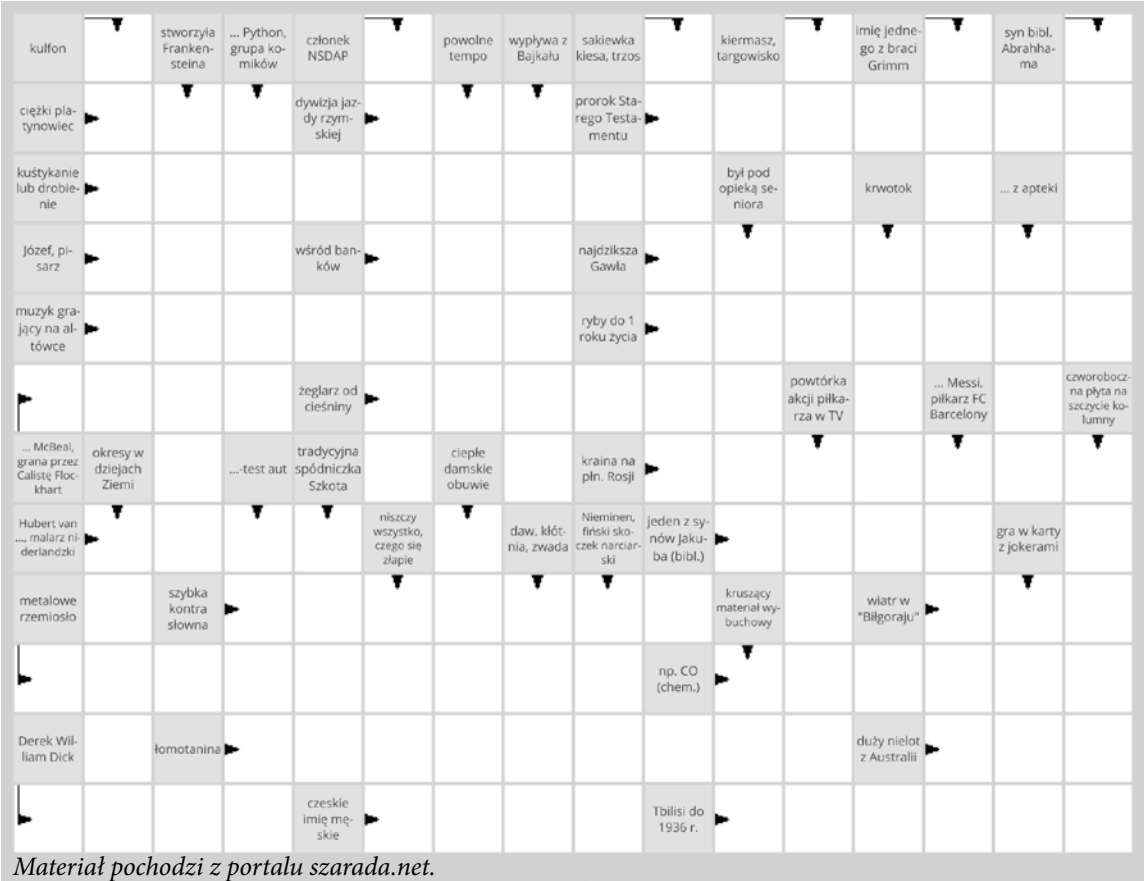 kulfon
stworzyła
Franken-
steina
... Python,
grupa ko-
mików
członek
NSDAP
powolne
tempo
wypływa z
Bajkału
sakiewka
kiesa, trzos
kiermasz,
targowisko
imię jedne-
go z braci
Grimm
syn bibl.
Abrahha-
ma
ciężki pla-
tynowiec
dywizja jaz-
dy rzym-
skiej
prorok Sta-
rego Testa-
mentu
kuśtykanie
lub drobie-
nie
był pod
opieką se-
niora
krwotok
... z apteki
Józef, pi-
sarz
wśród ban-
ków
najdziksza
Gawła
muzyk gra-
jący na al-
tówce
ryby do 1
roku życia
żeglarz od
cieśniny
powtórka
akcji piłka-
rza w TV
... Messi,
piłkarz FC
Barcelony
czworobocz-
na płyta na
szczycie ko-
lumny
... McBeal,
grana przez
Calistę Floc-
khart
okresy w
dziejach
Ziemi
...-test aut
tradycyjna
spódniczka
Szkota
ciepłe
damskie
obuwie
kraina na
płn. Rosji
Hubert van
..., malarz ni-
derlandzki
niszczy
wszystko,
czego się
złapie
daw. kłót-
nia, zwada
Nieminen,
fiński sko-
czek narciar-
ski
jeden z sy-
nów Jaku-
ba (bibl.)
gra w karty
z jokerami
metalowe
rzemiosło
szybka
kontra
słowna
kruszący
materiał wy-
buchowy
wiatr w
"Biłgoraju"
np. CO
(chem.)
Derek Wil-
liam Dick
łomotanina
duży nielot
z Australii
czeskie
imię mę-
skie
Tbilisi do
1936 r.
Materiał pochodzi z portalu szarada.net.